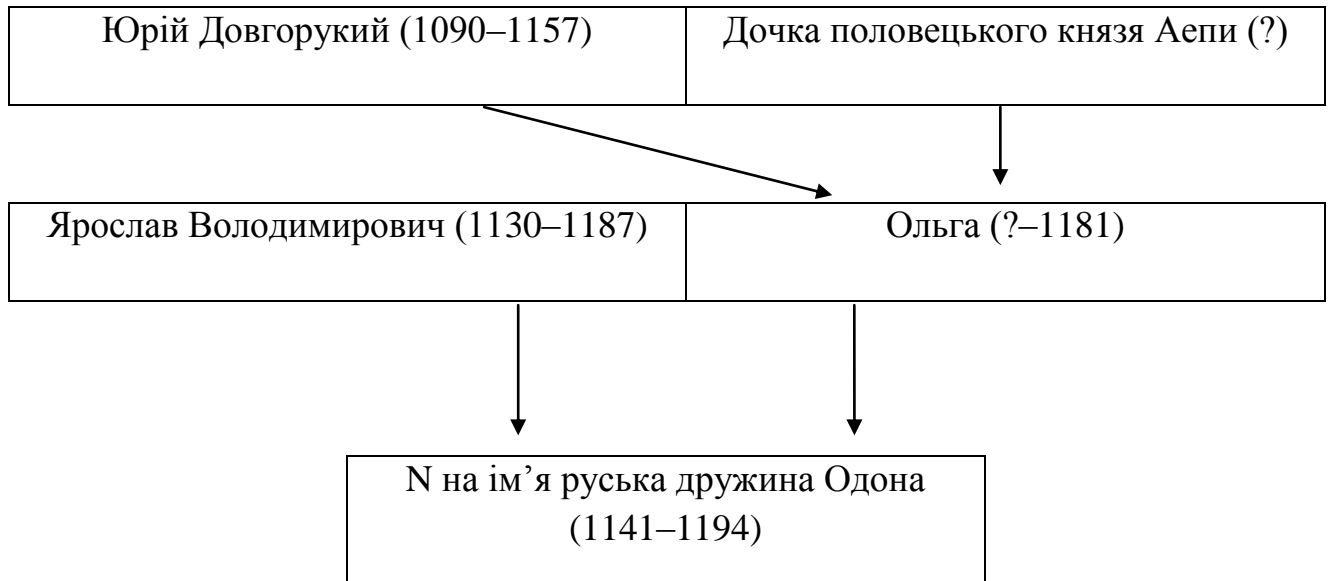 Юрій Довгорукий (1090–1157)
Дочка половецького князя Аепи (?)
Ярослав Володимирович (1130–1187)
Ольга (?–1181)
N на ім’я руська дружина Одона
(1141–1194)